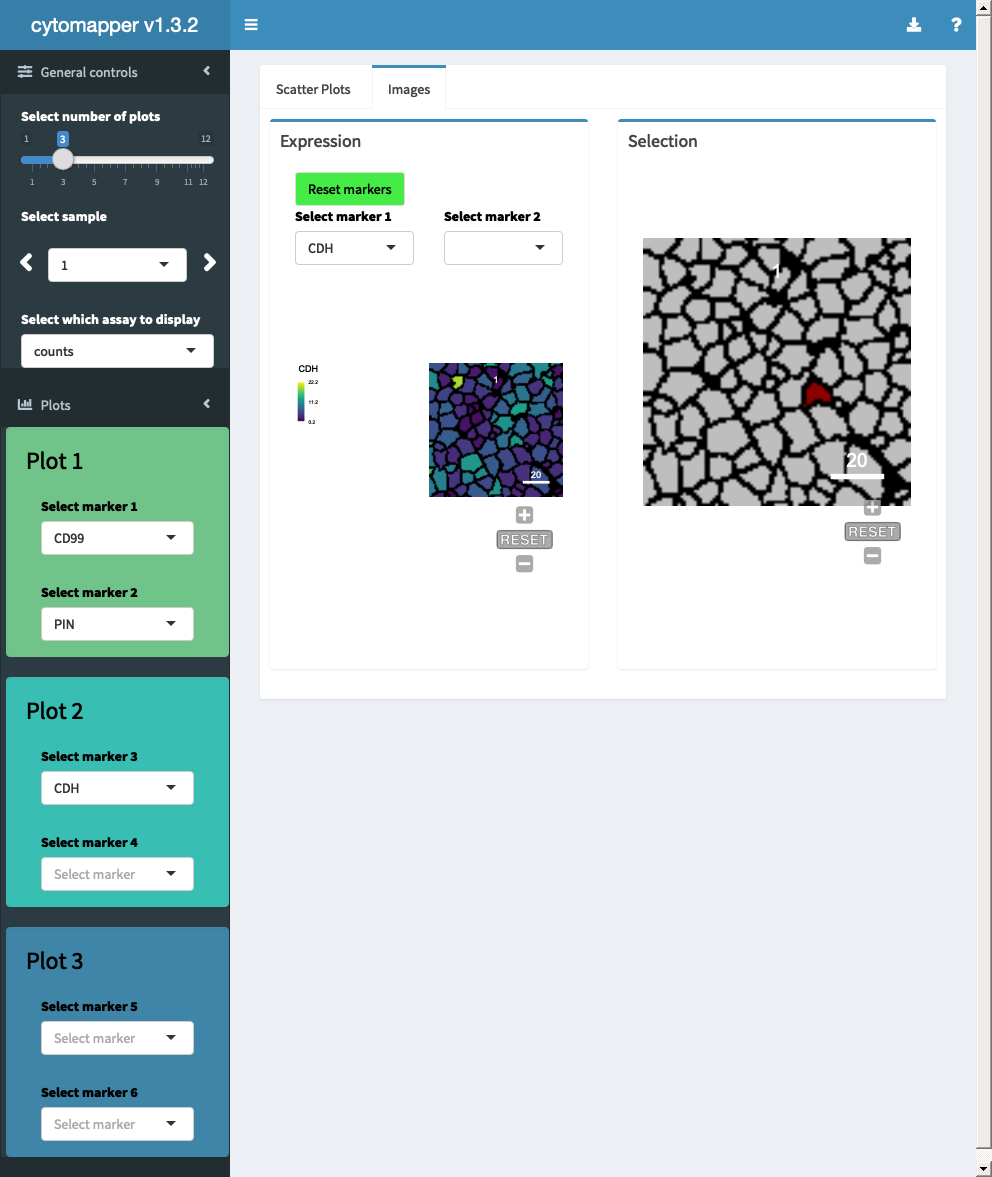 cytomapper v1.3.2
?
General controls
Select number of plots
1 3 12
1 3 5 7 9 11 12
Select sample
1
Select which assay to display
counts
Plots
Plot 1
Select marker 1
CD99
Select marker 2
PIN
Plot 2
Select marker 3
CDH
Select marker 4
Select marker
Plot 3
Select marker 5
Select marker
Select marker 6
Select marker
Scatter Plots
Images
Expression
Reset markers
Select marker 1
Select marker 2
CDH
CDH
22.2
11.2
0.2
1
20
RESET
Selection
1
20
RESET